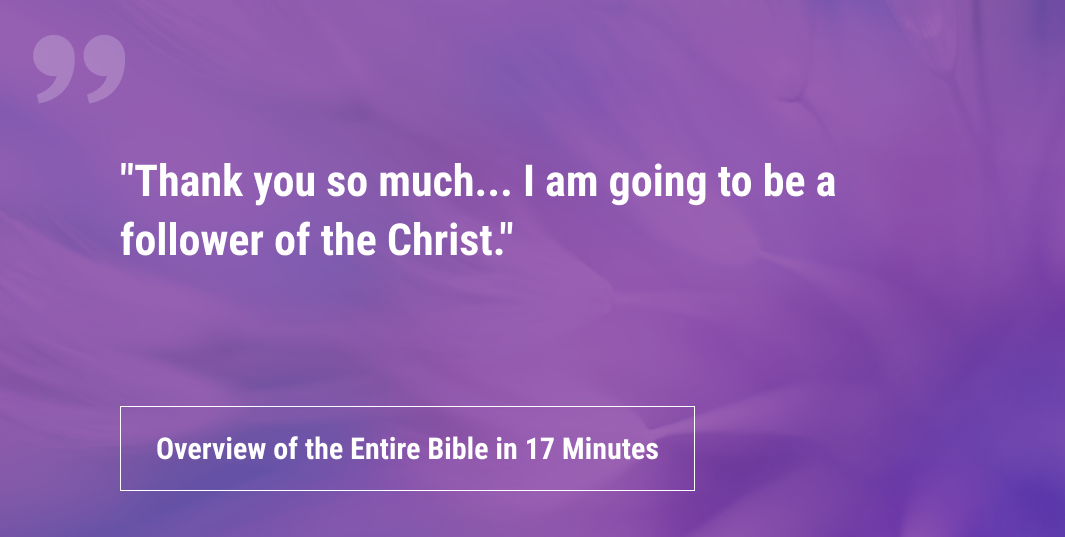 "Thank you so much... I am going to be a
follower of the Christ."
Overview of the Entire Bible in 17 Minutes